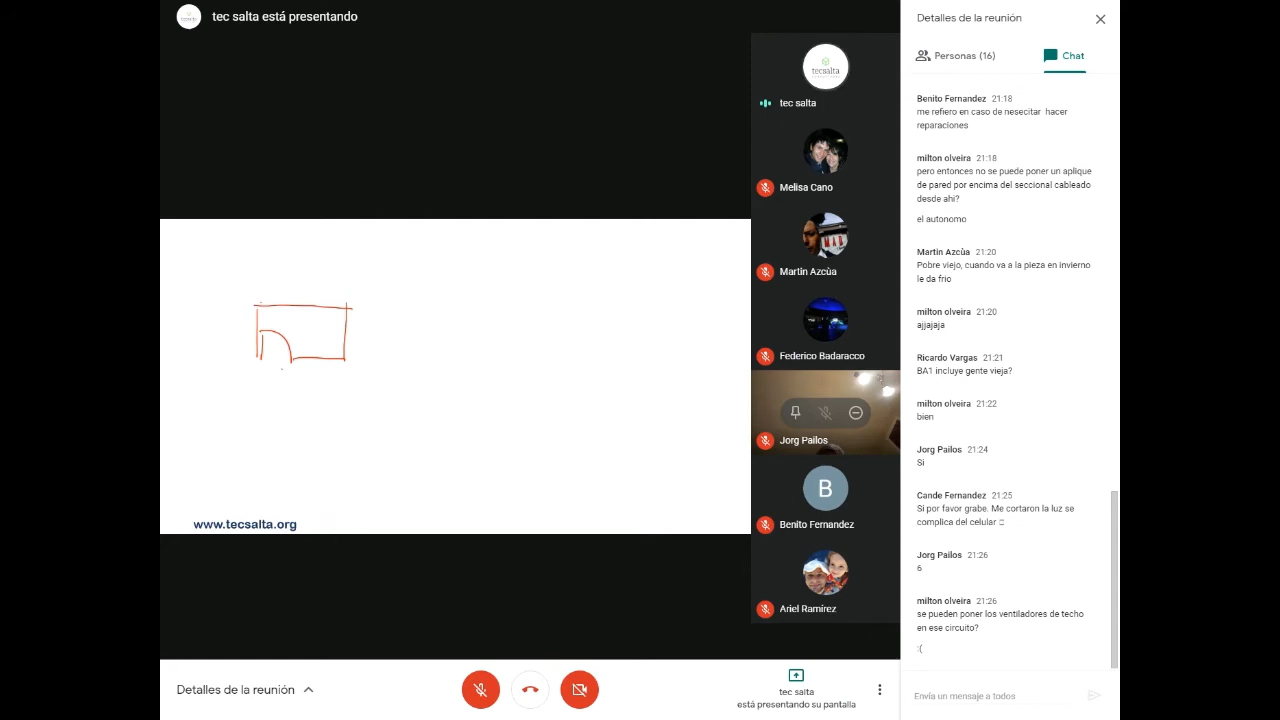 tec salta está presentando
tecsalta
tec salta
Melisa Cano
Martin Azcùa
Federico Badaracco
Jorg Pailos
B
Benito Fernandez
Ariel Ramírez
www.tecsalta.org
Detalles de la reunión
tec salta
está presentando su pantalla
Detalles de la reunión
Personas (16)
Chat
Benito Fernandez 21:18
me refiero en caso de nesecitar hacer
reparaciones
milton olveira 21:18
pero entonces no se puede poner un aplique
de pared por encima del seccional cableado
desde ahi?
el autonomo
Martin Azcùa 21:20
Pobre viejo, cuando va a la pieza en invierno
le da frio
milton olveira 21:20
ajjajaja
Ricardo Vargas 21:21
BA1 incluye gente vieja?
milton olveira 21:22
bien
Jorg Pailos 21:24
Si
Cande Fernandez 21:25
Si por favor grabe. Me cortaron la luz se
complica del celular
Jorg Pailos 21:26
6
milton olveira 21:26
se pueden poner los ventiladores de techo
en ese circuito?
:(
Envía un mensaje a todos